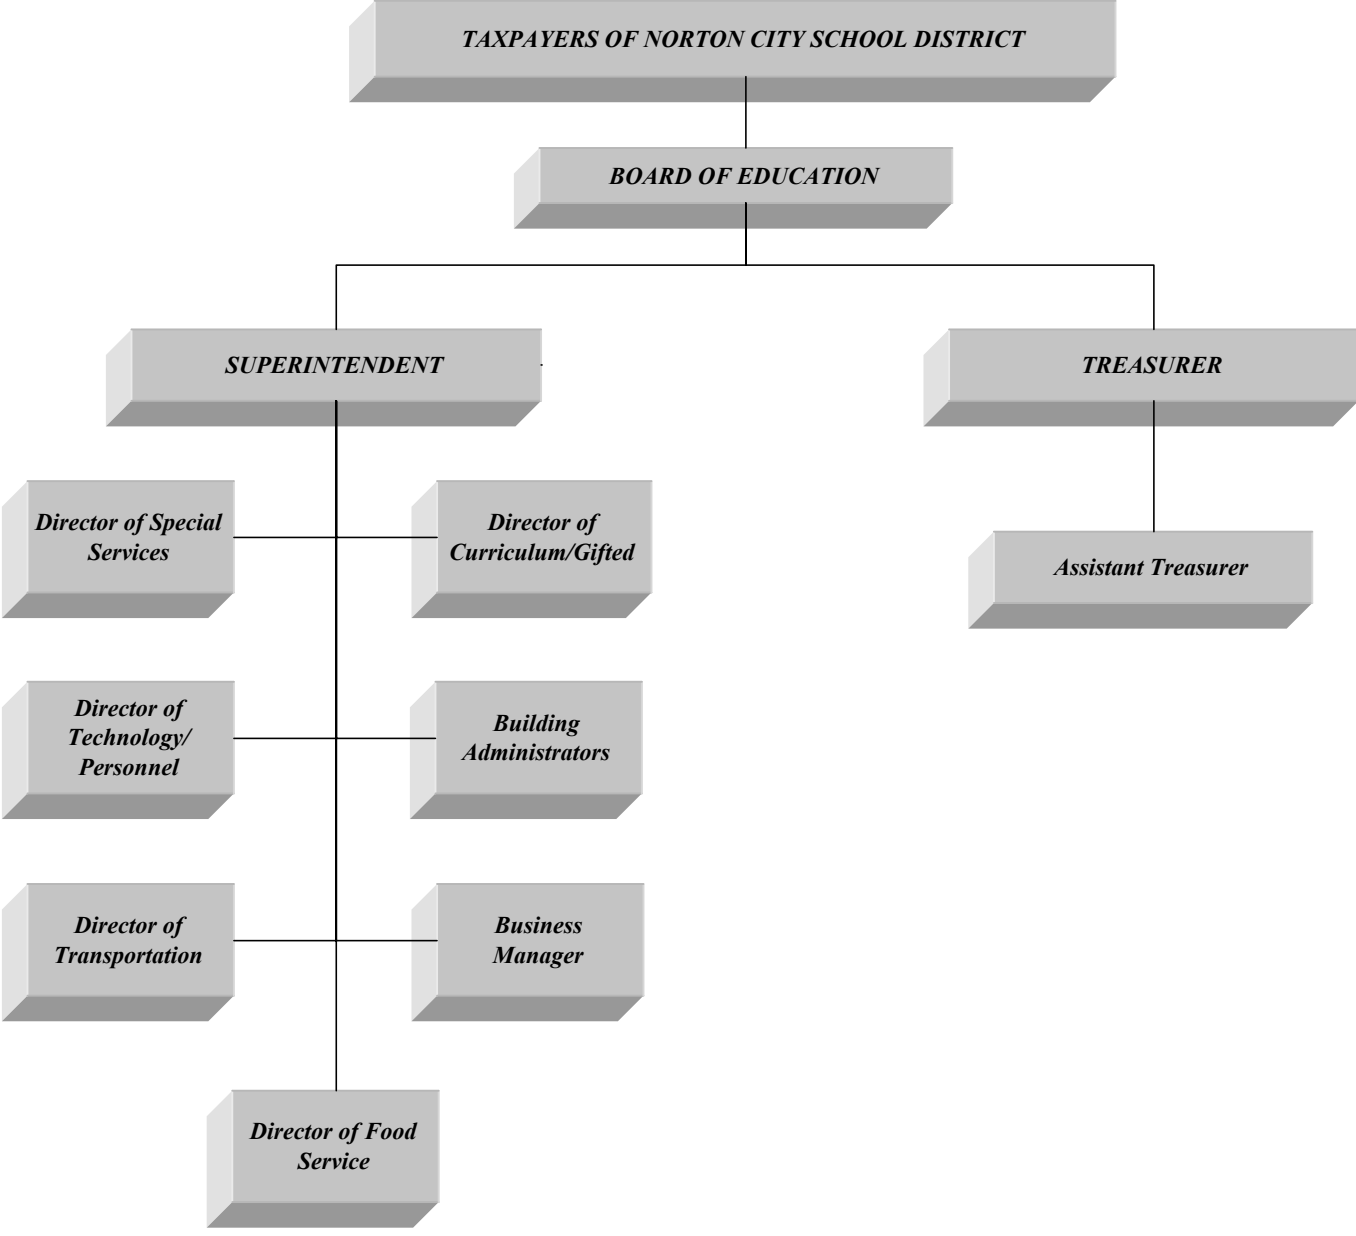 TAXPAYERS OF NORTON CITY SCHOOL DISTRICT
BOARD OF EDUCATION
SUPERINTENDENT
TREASURER
Director of Special
Services
Director of
Curriculum/Gifted
Assistant Treasurer
Director of
Technology/
Personnel
Building
Administrators
Director of
Transportation
Business
Manager
Director of Food
Service